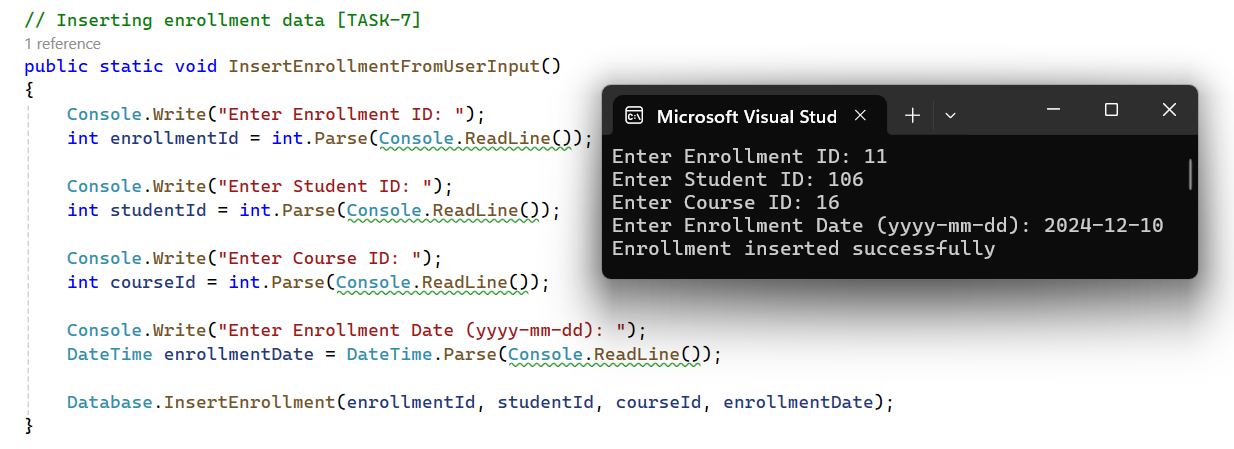 // Inserting enrollment data [TASK-7]
1 reference
public static void InsertEnrollmentFromUserInput()
{
Console.Write("Enter Enrollment ID: ");
int enrollmentId = int.Parse(Console.ReadLine());
Console.Write("Enter Student ID: ");
int studentId = int.Parse(Console.ReadLine());
Console.Write("Enter Course ID: ");
int courseId = int.Parse(Console.ReadLine());
Console.Write("Enter Enrollment Date (yyyy-mm-dd): ");
DateTime enrollmentDate = DateTime.Parse(Console.ReadLine());
Database.InsertEnrollment(enrollmentId, studentId, courseId, enrollmentDate);
}
Microsoft Visual Stud
Enter Enrollment ID: 11
Enter Student ID: 106
Enter Course ID: 16
Enter Enrollment Date (yyyy-mm-dd): 2024-12-10
Enrollment inserted successfully